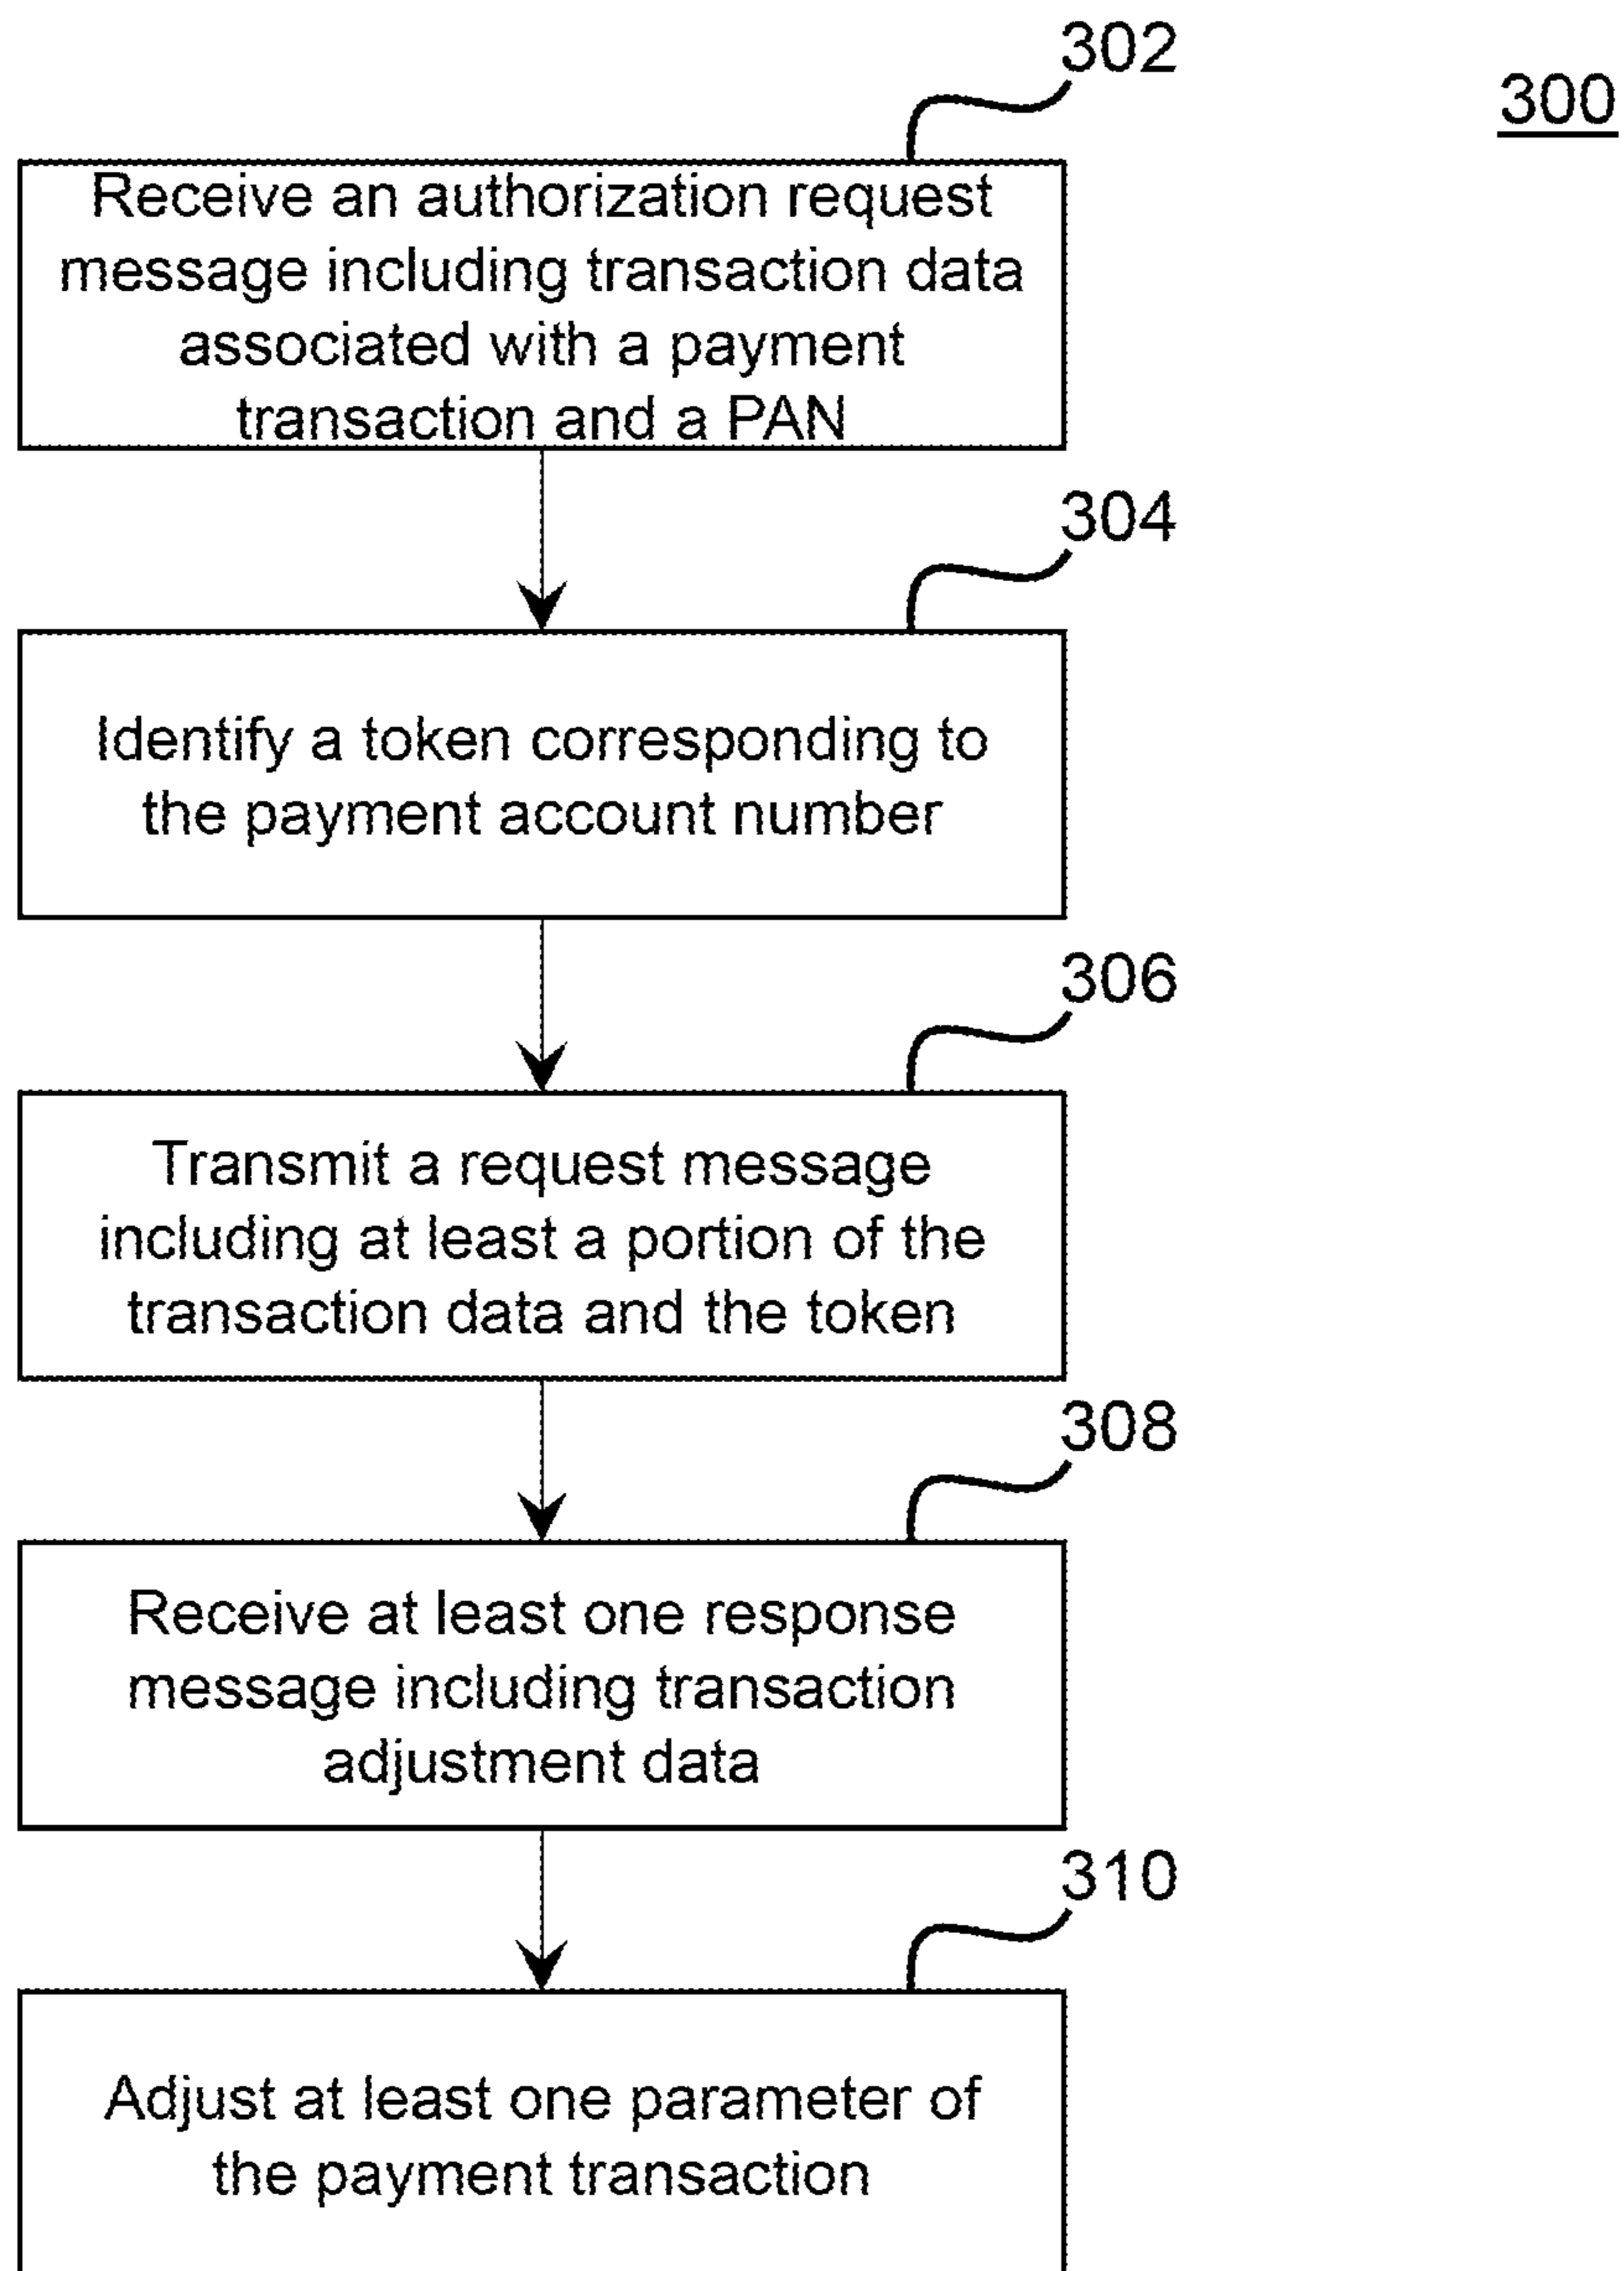 302
300
Receive an authorization request
message including transaction data
associated with a payment
transaction and a PAN
304
Identify a token corresponding to
the payment account number
306
Transmit a request message
including at least a portion of the
transaction data and the token
308
Receive at least one response
message including transaction
adjustment data
310
Adjust at least one parameter of
the payment transaction